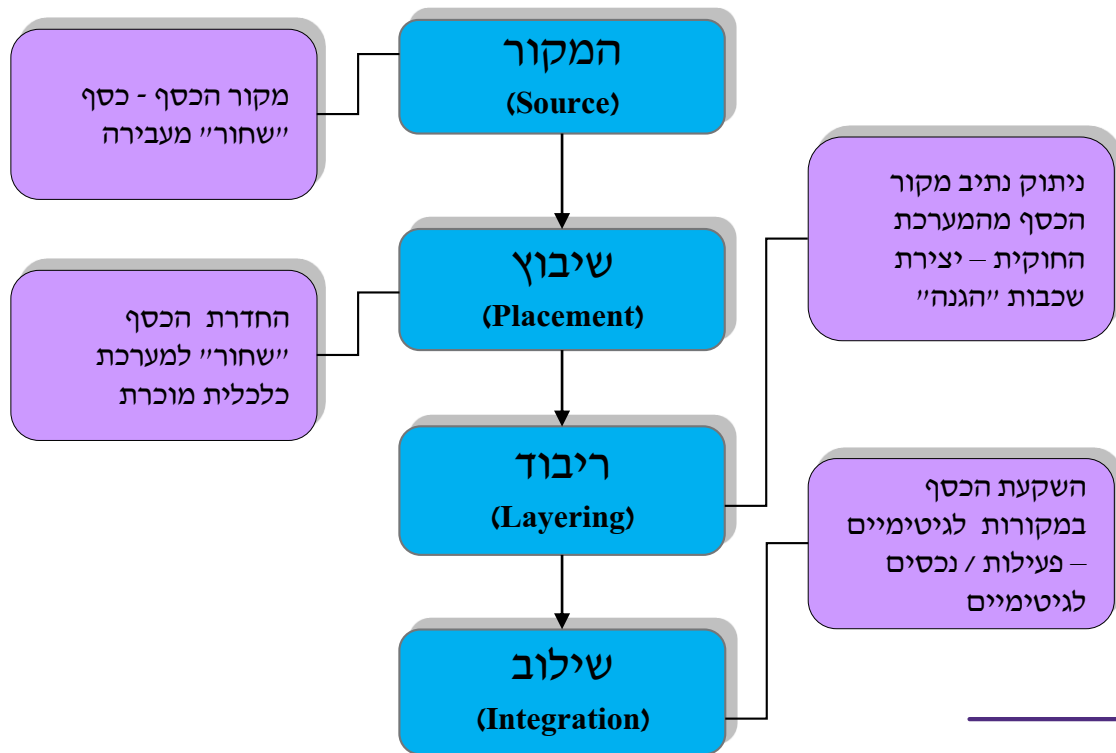 המקור
(Source)
מקור הכסף - כסף
"שחור" מעבירה
שיבוץ
(Placement)
החדרת הכסף
"שחור" למערכת
כלכלית מוכרת
ריבוד
(Layering)
ניתוק נתיב מקור
הכסף מהמערכת
החוקית – יצירת
שכבות "הגנה"
שילוב
(Integration)
השקעת הכסף
במקורות לגיטימיים
– פעילות / נכסים
לגיטימיים